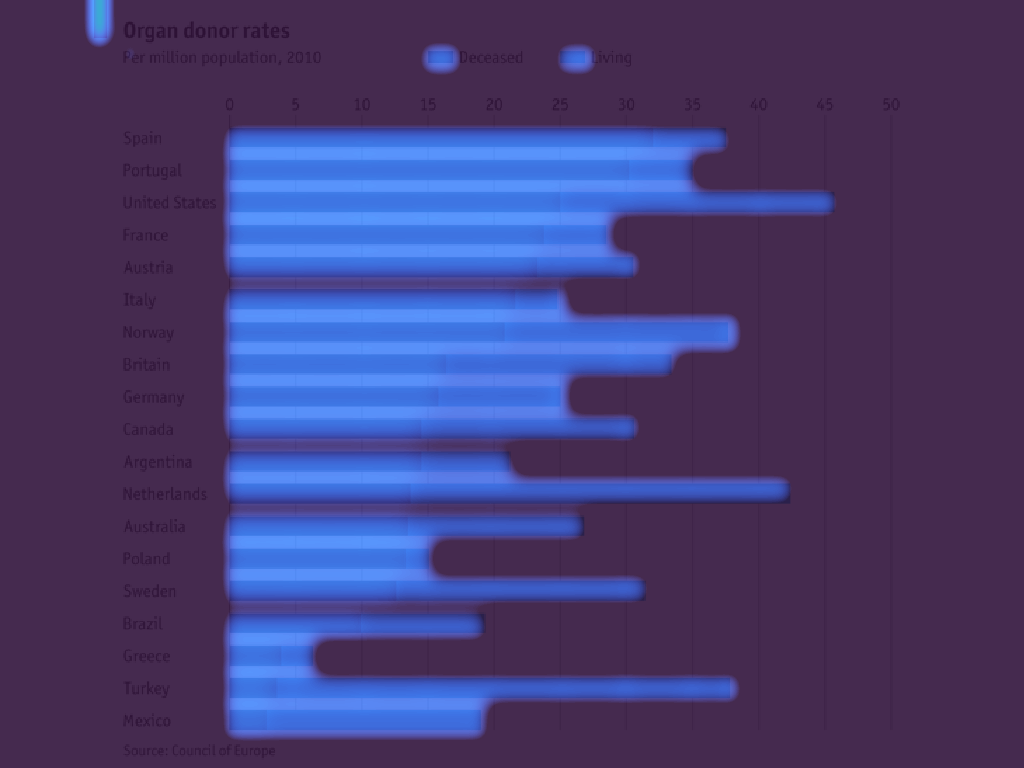 Organ donor rates
Per million population, 2010
Deceased Living
0 5 10 15 20 25 30 35 40 45 50
Spain
Portugal
United States
France
Austria
Italy
Norway
Britain
Germany
Canada
Argentina
Netherlands
Australia
Poland
Sweden
Brazil
Greece
Turkey
Mexico
Source: Council of Europe